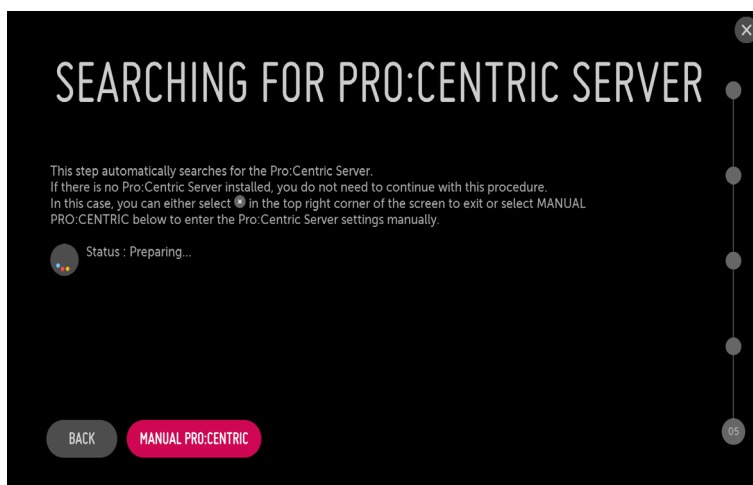 SEARCHING FOR PRO:CENTRIC SERVER
This step automatically searches for the Pro:Centric Server.
If there is no Pro:Centric Server installed, you do not need to continue with this procedure.
In this case, you can either select in the top right corner of the screen to exit or select MANUAL
PRO:CENTRIC below to enter the Pro:Centric Server settings manually.
Status : Preparing...
BACK
MANUAL PRO:CENTRIC
05